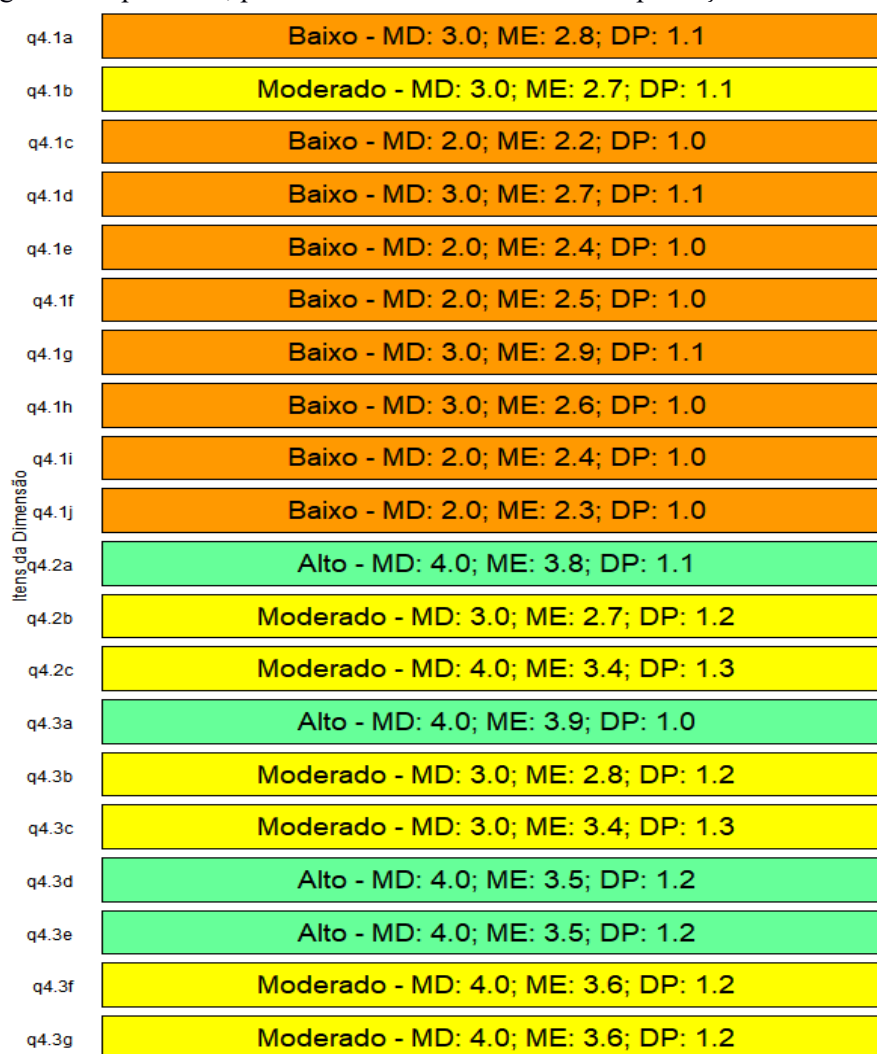 q4.1a Baixo - MD: 3.0; ME: 2.8; DP: 1.1
q4.1b Moderado - MD: 3.0; ME: 2.7; DP: 1.1
q4.1c Baixo - MD: 2.0; ME: 2.2; DP: 1.0
q4.1d Baixo - MD: 3.0; ME: 2.7; DP: 1.1
q4.1e Baixo - MD: 2.0; ME: 2.4; DP: 1.0
q4.1f Baixo - MD: 2.0; ME: 2.5; DP: 1.0
q4.1g Baixo - MD: 3.0; ME: 2.9; DP: 1.1
q4.1h Baixo - MD: 3.0; ME: 2.6; DP: 1.0
q4.1i Baixo - MD: 2.0; ME: 2.4; DP: 1.0
q4.1j Baixo - MD: 2.0; ME: 2.3; DP: 1.0
Itens da Dimensão
q4.2a Alto - MD: 4.0; ME: 3.8; DP: 1.1
q4.2b Moderado - MD: 3.0; ME: 2.7; DP: 1.2
q4.2c Moderado - MD: 4.0; ME: 3.4; DP: 1.3
q4.3a Alto - MD: 4.0; ME: 3.9; DP: 1.0
q4.3b Moderado - MD: 3.0; ME: 2.8; DP: 1.2
q4.3c Moderado - MD: 3.0; ME: 3.4; DP: 1.3
q4.3d Alto - MD: 4.0; ME: 3.5; DP: 1.2
q4.3e Alto - MD: 4.0; ME: 3.5; DP: 1.2
q4.3f Moderado - MD: 4.0; ME: 3.6; DP: 1.2
q4.3g Moderado - MD: 4.0; ME: 3.6; DP: 1.2